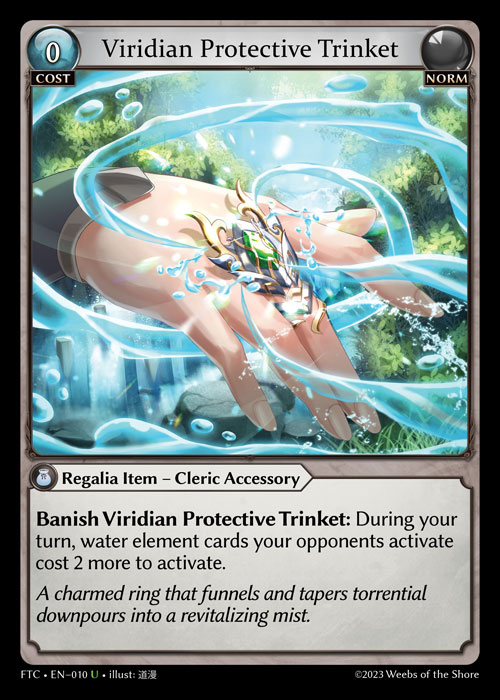 0
COST
Viridian Protective Trinket
NORM
Regalia Item – Cleric Accessory
Banish Viridian Protective Trinket: During your
turn, water element cards your opponents activate
cost 2 more to activate.
A charmed ring that funnels and tapers torrential
downpours into a revitalizing mist.
FTC • EN–010 U • illust: 道漫
©2023 Weebs of the Shore